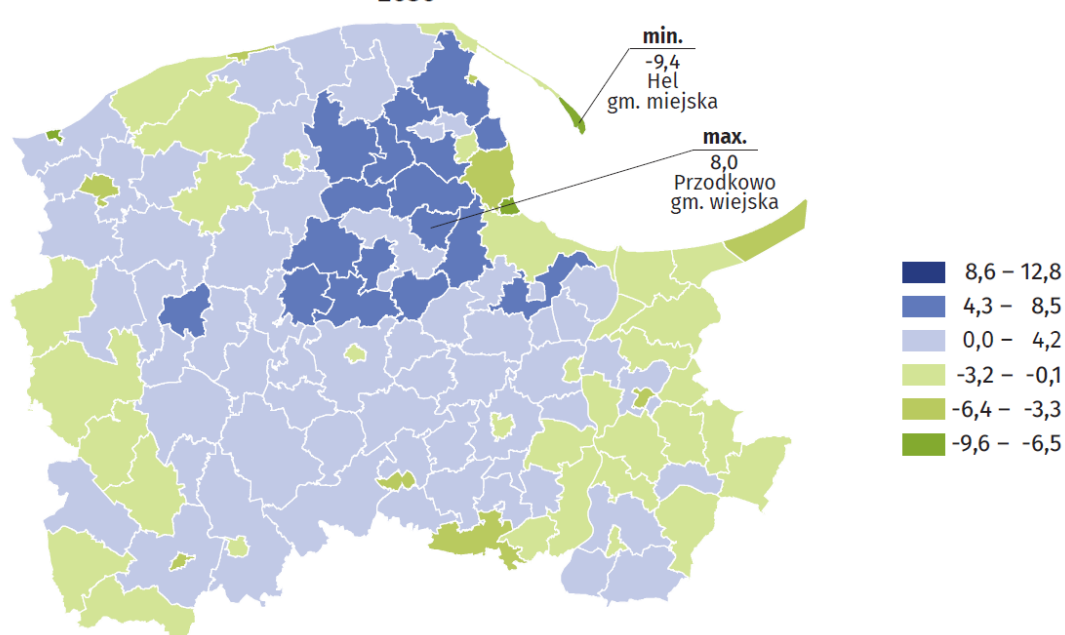 min.
-9,4
Hel
gm. miejska
max.
8,0
Przodkowo
gm. wiejska
8,6 – 12,8
4,3 – 8,5
0,0 – 4,2
-3,2 – -0,1
-6,4 – -3,3
-9,6 – -6,5